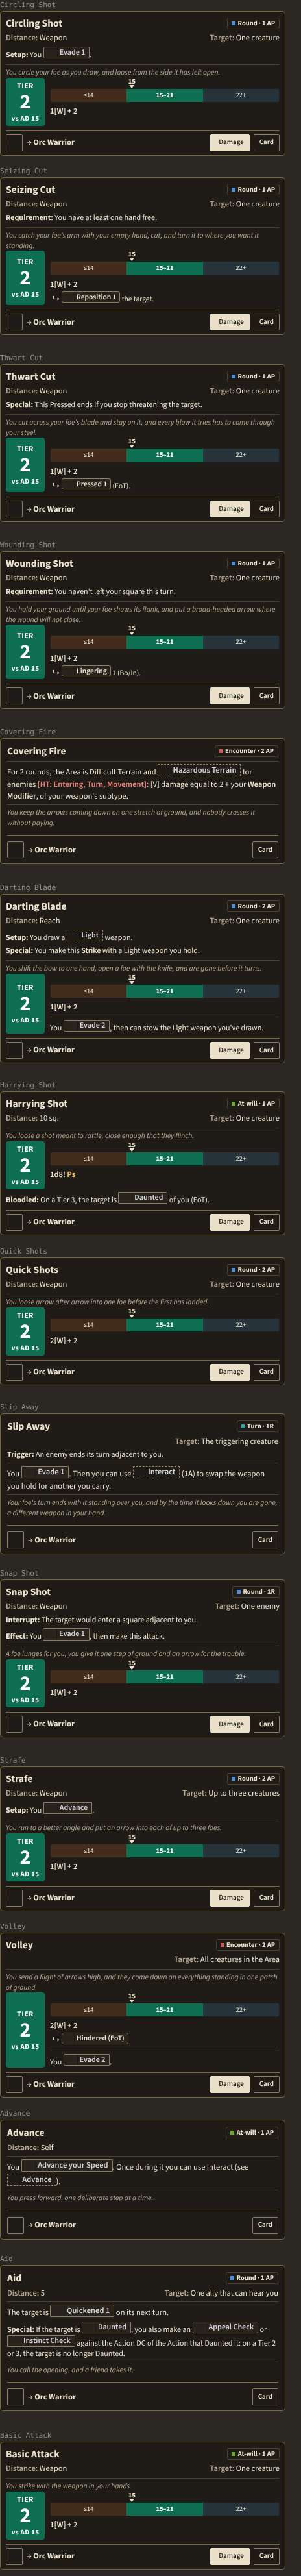 Circling Shot
Circling Shot
Round · 1 AP
Distance: Weapon
Target: One creature
Setup: You Evade 1.
You circle your foe as you draw, and loose from the side it has left open.
TIER
2
vs AD 15
15
≤14
15–21
22+
1[W] + 2
→ Orc Warrior
Damage
Card
Seizing Cut
Seizing Cut
Round · 1 AP
Distance: Weapon
Target: One creature
Requirement: You have at least one hand free.
You catch your foe's arm with your empty hand, cut, and turn it to where you want it
standing.
TIER
2
vs AD 15
15
≤14
15–21
22+
1[W] + 2
↪ Reposition 1 the target.
→ Orc Warrior
Damage
Card
Thwart Cut
Thwart Cut
Round · 1 AP
Distance: Weapon
Target: One creature
Special: This Pressed ends if you stop threatening the target.
You cut across your foe's blade and stay on it, and every blow it tries has to come through
your steel.
TIER
2
vs AD 15
15
≤14
15–21
22+
1[W] + 2
↪ Pressed 1 (EoT).
→ Orc Warrior
Damage
Card
Wounding Shot
Wounding Shot
Round · 1 AP
Distance: Weapon
Target: One creature
Requirement: You haven't left your square this turn.
You hold your ground until your foe shows its flank, and put a broad-headed arrow where
the wound will not close.
TIER
2
vs AD 15
15
≤14
15–21
22+
1[W] + 2
↪ Lingering 1 (Bo/In).
→ Orc Warrior
Damage
Card
Covering Fire
Covering Fire
Encounter · 2 AP
For 2 rounds, the Area is Difficult Terrain and Hazardous Terrain for
enemies [HT: Entering, Turn, Movement]: [V] damage equal to 2 + your Weapon
Modifier, of your weapon's subtype.
You keep the arrows coming down on one stretch of ground, and nobody crosses it
without paying.
→ Orc Warrior
Card
Darting Blade
Darting Blade
Round · 2 AP
Distance: Reach
Target: One creature
Setup: You draw a Light weapon.
Special: You make this Strike with a Light weapon you hold.
You shift the bow to one hand, open a foe with the knife, and are gone before it turns.
TIER
2
vs AD 15
15
≤14
15–21
22+
1[W] + 2
You Evade 2, then can stow the Light weapon you've drawn.
→ Orc Warrior
Damage
Card
Harrying Shot
Harrying Shot
At-will · 1 AP
Distance: 10 sq.
Target: One creature
You loose a shot meant to rattle, close enough that they flinch.
TIER
2
vs AD 15
15
≤14
15–21
22+
1d8! Ps
Bloodied: On a Tier 3, the target is Daunted of you (EoT).
→ Orc Warrior
Damage
Card
Quick Shots
Quick Shots
Round · 2 AP
Distance: Weapon
Target: One creature
You loose arrow after arrow into one foe before the first has landed.
TIER
2
vs AD 15
15
≤14
15–21
22+
2[W] + 2
→ Orc Warrior
Damage
Card
Slip Away
Slip Away
Turn · 1R
Target: The triggering creature
Trigger: An enemy ends its turn adjacent to you.
You Evade 1. Then you can use Interact (1A) to swap the weapon
you hold for another you carry.
Your foe's turn ends with it standing over you, and by the time it looks down you are gone,
a different weapon in your hand.
→ Orc Warrior
Card
Snap Shot
Snap Shot
Round · 1R
Distance: Weapon
Target: One enemy
Interrupt: The target would enter a square adjacent to you.
Effect: You Evade 1, then make this attack.
A foe lunges for you; you give it one step of ground and an arrow for the trouble.
TIER
2
vs AD 15
15
≤14
15–21
22+
1[W] + 2
→ Orc Warrior
Damage
Card
Strafe
Strafe
Round · 2 AP
Distance: Weapon
Target: Up to three creatures
Setup: You Advance.
You run to a better angle and put an arrow into each of up to three foes.
TIER
2
vs AD 15
15
≤14
15–21
22+
1[W] + 2
→ Orc Warrior
Damage
Card
Volley
Volley
Encounter · 2 AP
Target: All creatures in the Area
You send a flight of arrows high, and they come down on everything standing in one patch
of ground.
TIER
2
vs AD 15
15
≤14
15–21
22+
2[W] + 2
↪ Hindered (EoT)
You Evade 2.
→ Orc Warrior
Damage
Card
Advance
Advance
At-will · 1 AP
Distance: Self
You Advance your Speed. Once during it you can use Interact (see
Advance).
You press forward, one deliberate step at a time.
→ Orc Warrior
Card
Aid
Aid
Round · 1 AP
Distance: 5
Target: One ally that can hear you
The target is Quickened 1 on its next turn.
Special: If the target is Daunted, you also make an Appeal Check or
Instinct Check against the Action DC of the Action that Daunted it: on a Tier 2
or 3, the target is no longer Daunted.
You call the opening, and a friend takes it.
→ Orc Warrior
Card
Basic Attack
Basic Attack
At-will · 1 AP
Distance: Weapon
Target: One creature
You strike with the weapon in your hands.
TIER
2
vs AD 15
15
≤14
15–21
22+
1[W] + 2
→ Orc Warrior
Damage
Card